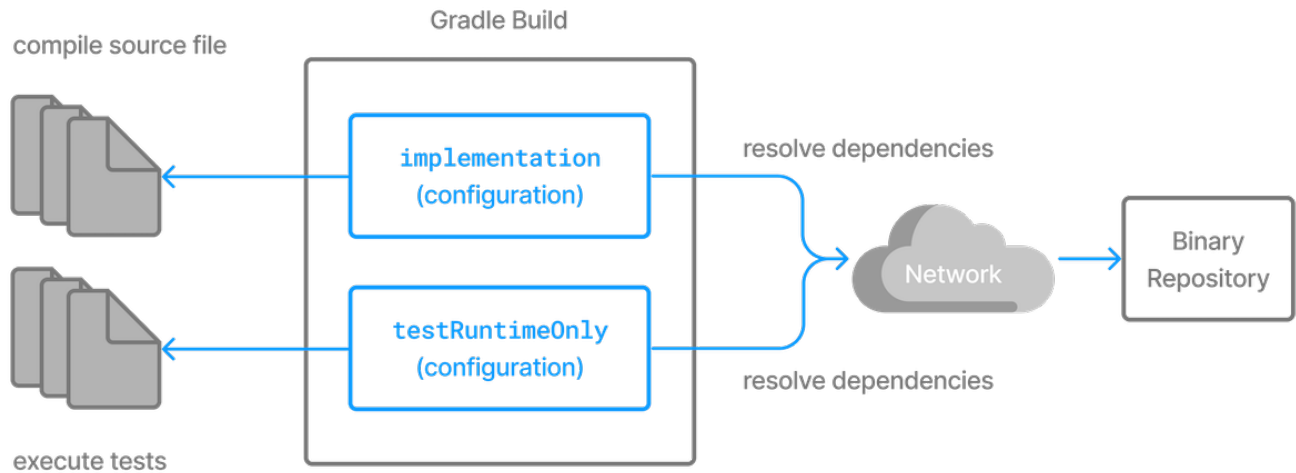 Gradle Build
compile source file
implementation
(configuration)
resolve dependencies
Network
Binary
Repository
testRuntimeOnly
(configuration)
resolve dependencies
execute tests